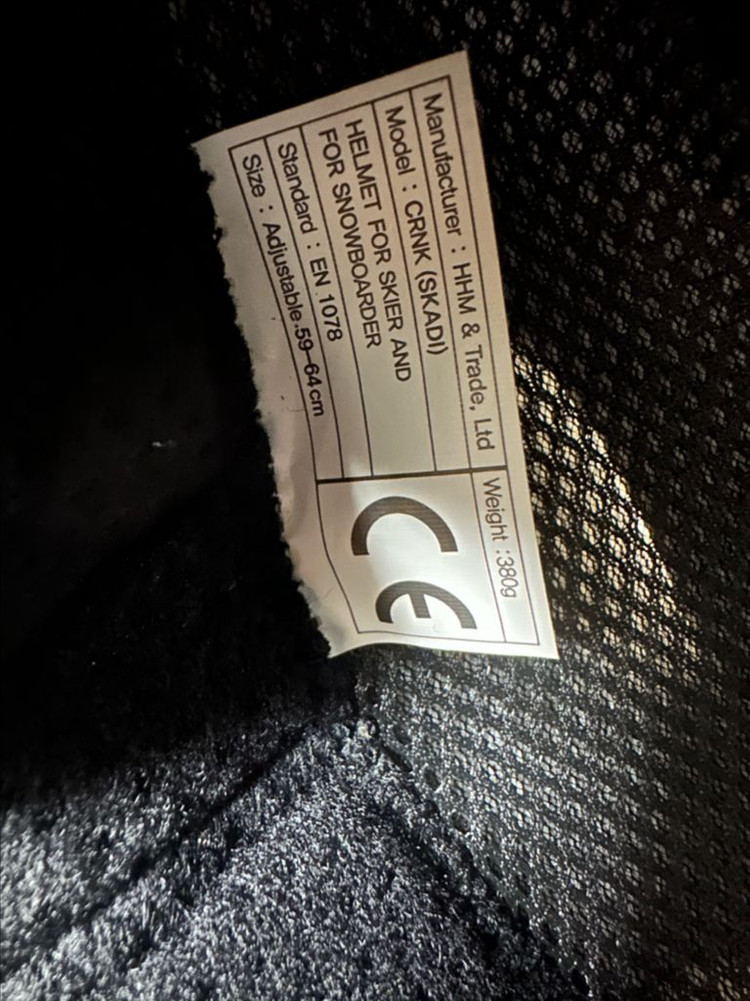 Manufacturer : HHM & Trade, Ltd
Weight :380g
Model : CRNK (SKADI)
HELMET FOR SKIER AND
FOR SNOWBOARDER
Standard : EN 1078
Size : Adjustable.59-64cm
CE